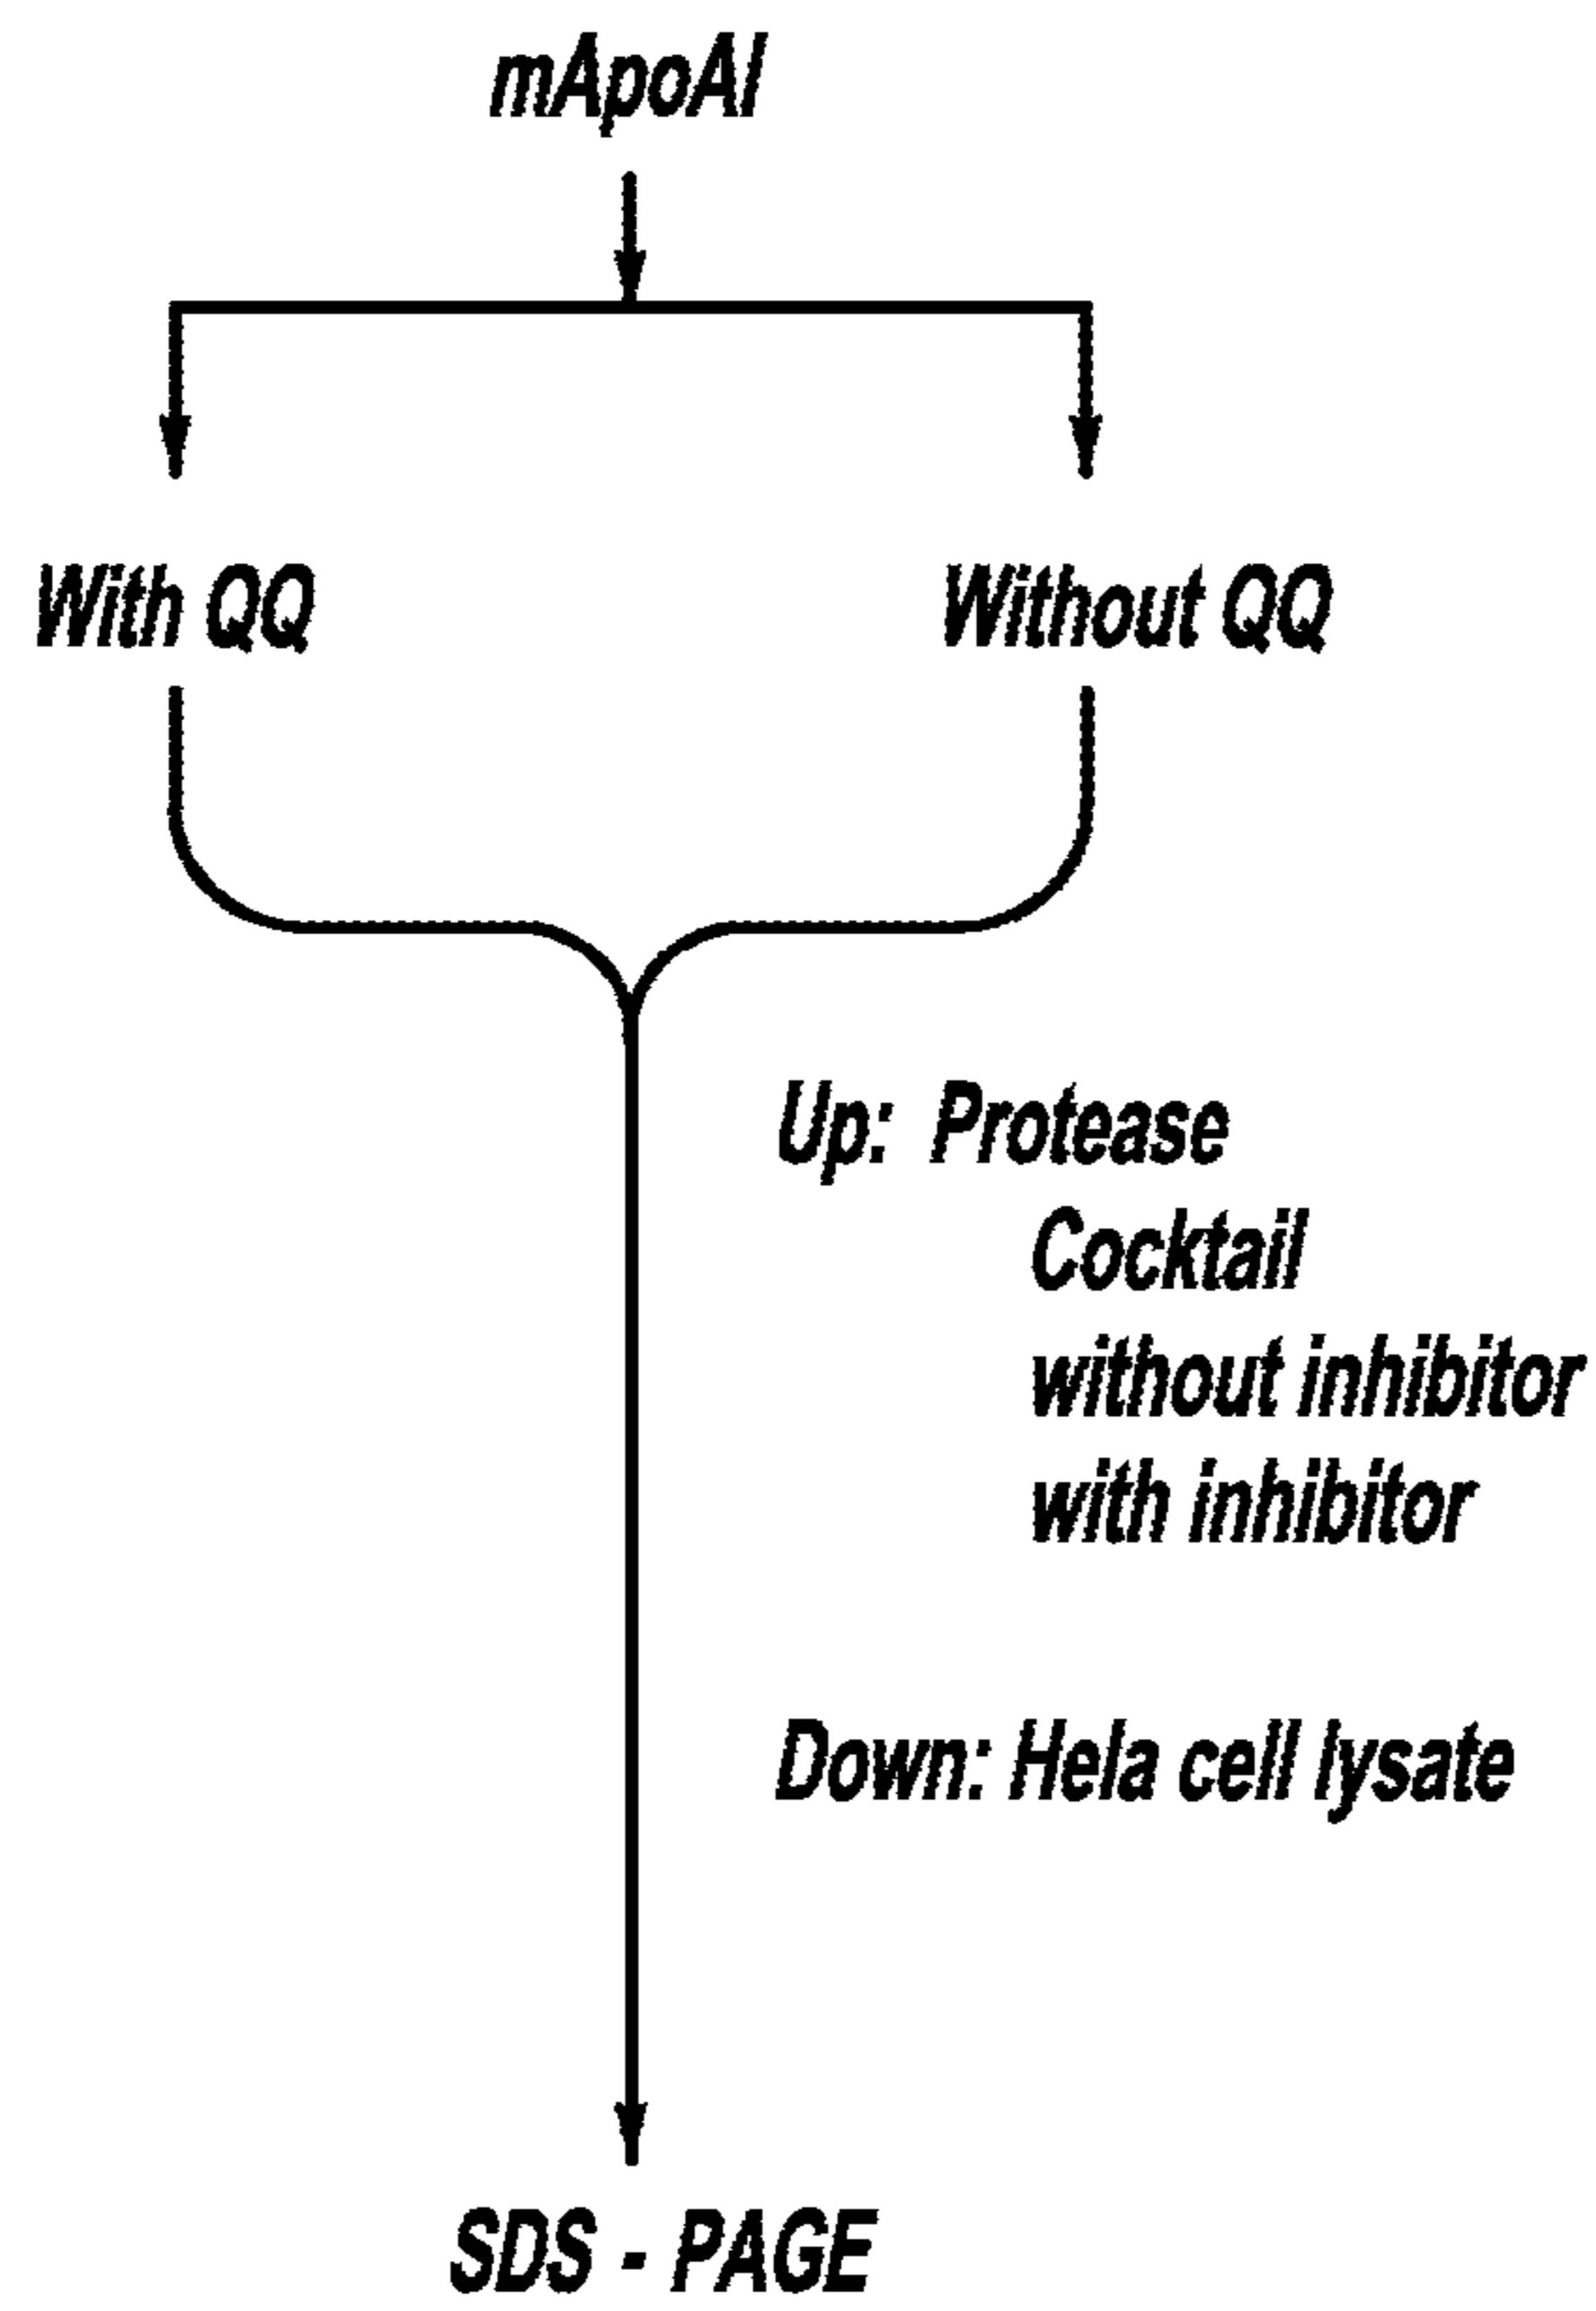 mApoAI
With QQ
Without QQ
Up: Protease
Cocktail
without inhibitor
with inhibitor
Down: Hela cell lysate
SDS - PAGE